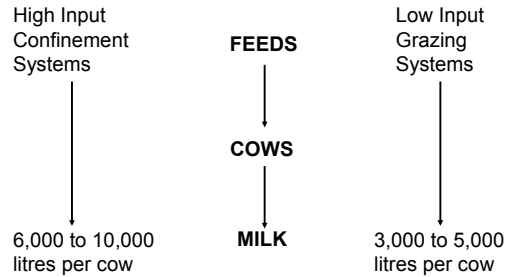 High Input
Confinement
Systems
FEEDS
Low Input
Grazing
Systems
COWS
6,000 to 10,000
litres per cow
MILK
3,000 to 5,000
litres per cow